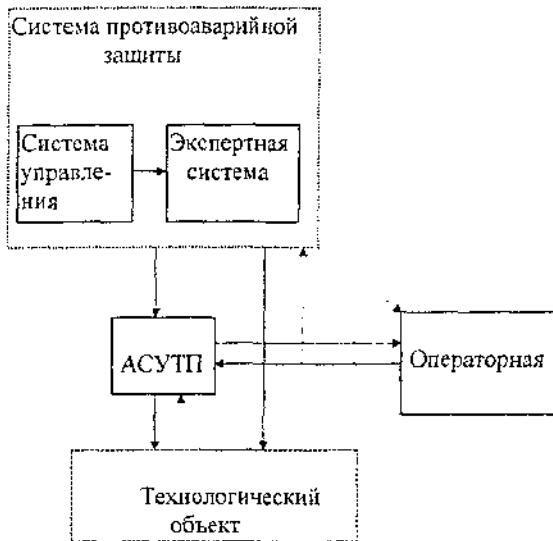 Система противоаварийной
защиты
Система
управле-
ния
Экспертная
система
АСУТП
Операторная
Технологический
объект